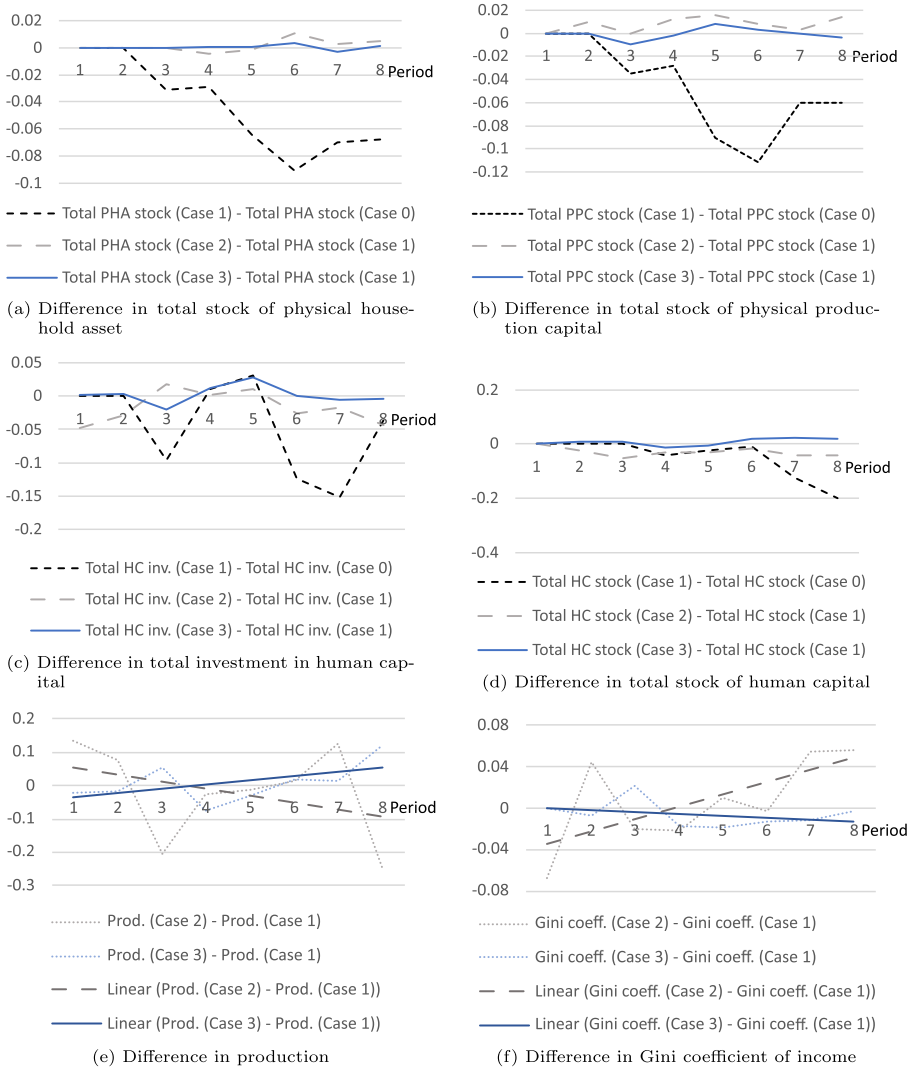 0.02
0
-0.02
-0.04
-0.06
-0.08
-0.1
1 2 3 4 5 6 7 8 Period
Total PHA stock (Case 1) - Total PHA stock (Case 0)
Total PHA stock (Case 2) - Total PHA stock (Case 1)
Total PHA stock (Case 3) - Total PHA stock (Case 1)
(a) Difference in total stock of physical house-
hold asset
0.02
0
-0.02
-0.04
-0.06
-0.08
-0.1
-0.12
1 2 3 4 5 6 7 8 Period
Total PPC stock (Case 1) - Total PPC stock (Case 0)
Total PPC stock (Case 2) - Total PPC stock (Case 1)
Total PPC stock (Case 3) - Total PPC stock (Case 1)
(b) Difference in total stock of physical produc-
tion capital
0.05
0
-0.05
-0.1
-0.15
-0.2
1 2 3 4 5 6 7 8 Period
Total HC inv. (Case 1) - Total HC inv. (Case 0)
Total HC inv. (Case 2) - Total HC inv. (Case 1)
Total HC inv. (Case 3) - Total HC inv. (Case 1)
(c) Difference in total investment in human cap-
ital
0.2
0
-0.2
-0.4
1 2 3 4 5 6 7 8 Period
Total HC stock (Case 1) - Total HC stock (Case 0)
Total HC stock (Case 2) - Total HC stock (Case 1)
Total HC stock (Case 3) - Total HC stock (Case 1)
(d) Difference in total stock of human capital
0.2
0.1
0
-0.1
-0.2
-0.3
1 2 3 4 5 6 7 8 Period
Prod. (Case 2) - Prod. (Case 1)
Prod. (Case 3) - Prod. (Case 1)
Linear (Prod. (Case 2) - Prod. (Case 1))
Linear (Prod. (Case 3) - Prod. (Case 1))
(e) Difference in production
0.08
0.04
0
-0.04
-0.08
1 2 3 4 5 6 7 8 Period
Gini coeff. (Case 2) - Gini coeff. (Case 1)
Gini coeff. (Case 3) - Gini coeff. (Case 1)
Linear (Gini coeff. (Case 2) - Gini coeff. (Case 1))
Linear (Gini coeff. (Case 3) - Gini coeff. (Case 1))
(f) Difference in Gini coefficient of income